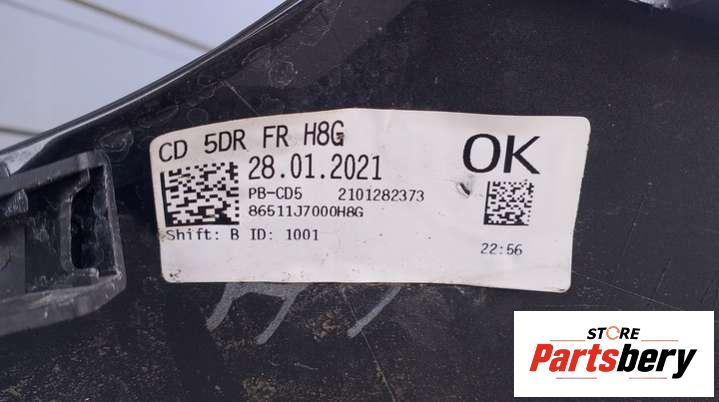 CD 5DR FR H8G
28.01.2021
PB-CD5 2101282373
86511J7000H8G
Shift: B ID: 1001
OK
22:56
STORE
Partsbery